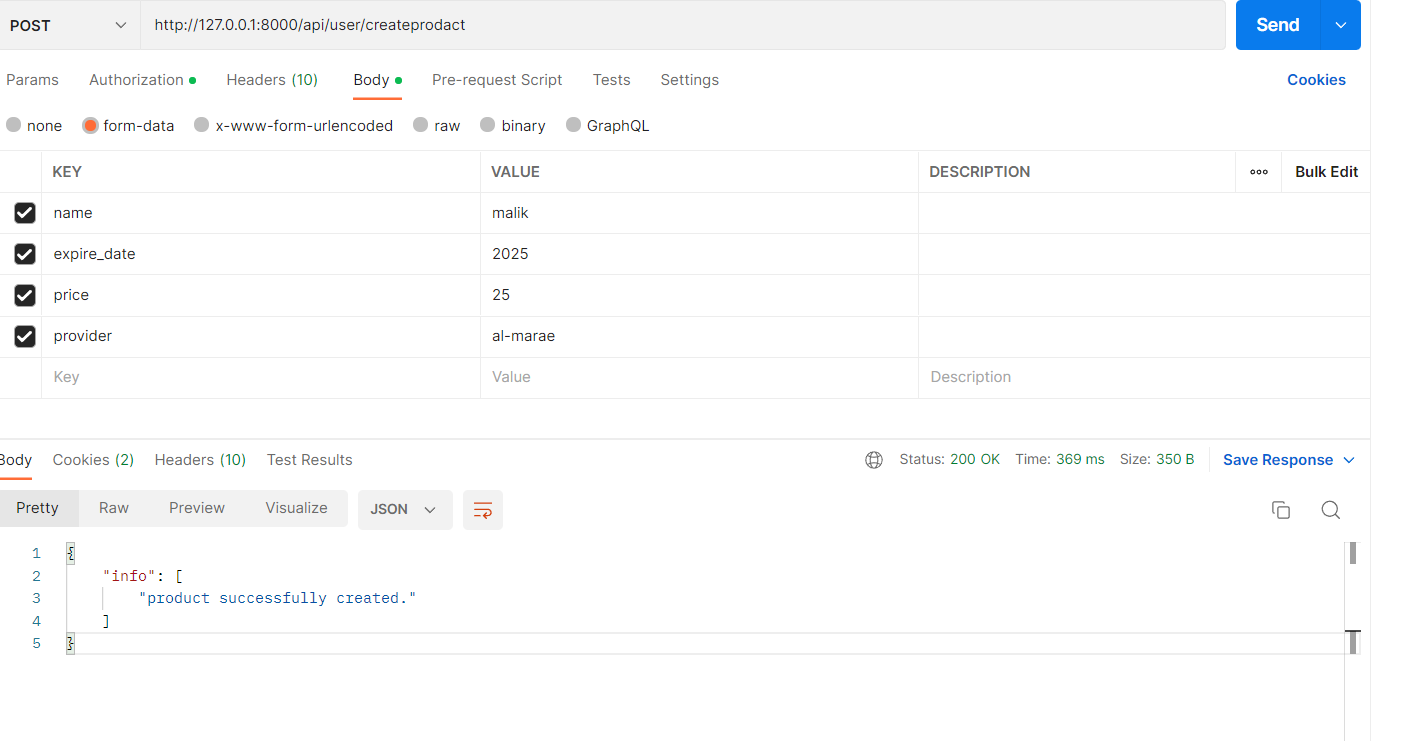 POST http://127.0.0.1:8000/api/user/createprodact Send
Params Authorization Headers (10) Body Pre-request Script Tests Settings Cookies
none form-data x-www-form-urlencoded raw binary GraphQL
KEY VALUE DESCRIPTION ooo Bulk Edit
name malik
expire_date 2025
price 25
provider al-marae
Key Value Description
Body Cookies (2) Headers (10) Test Results Status: 200 OK Time: 369 ms Size: 350 B Save Response
Pretty Raw Preview Visualize JSON
1 {
2 "info": [
3 "product successfully created."
4 ]
5 }